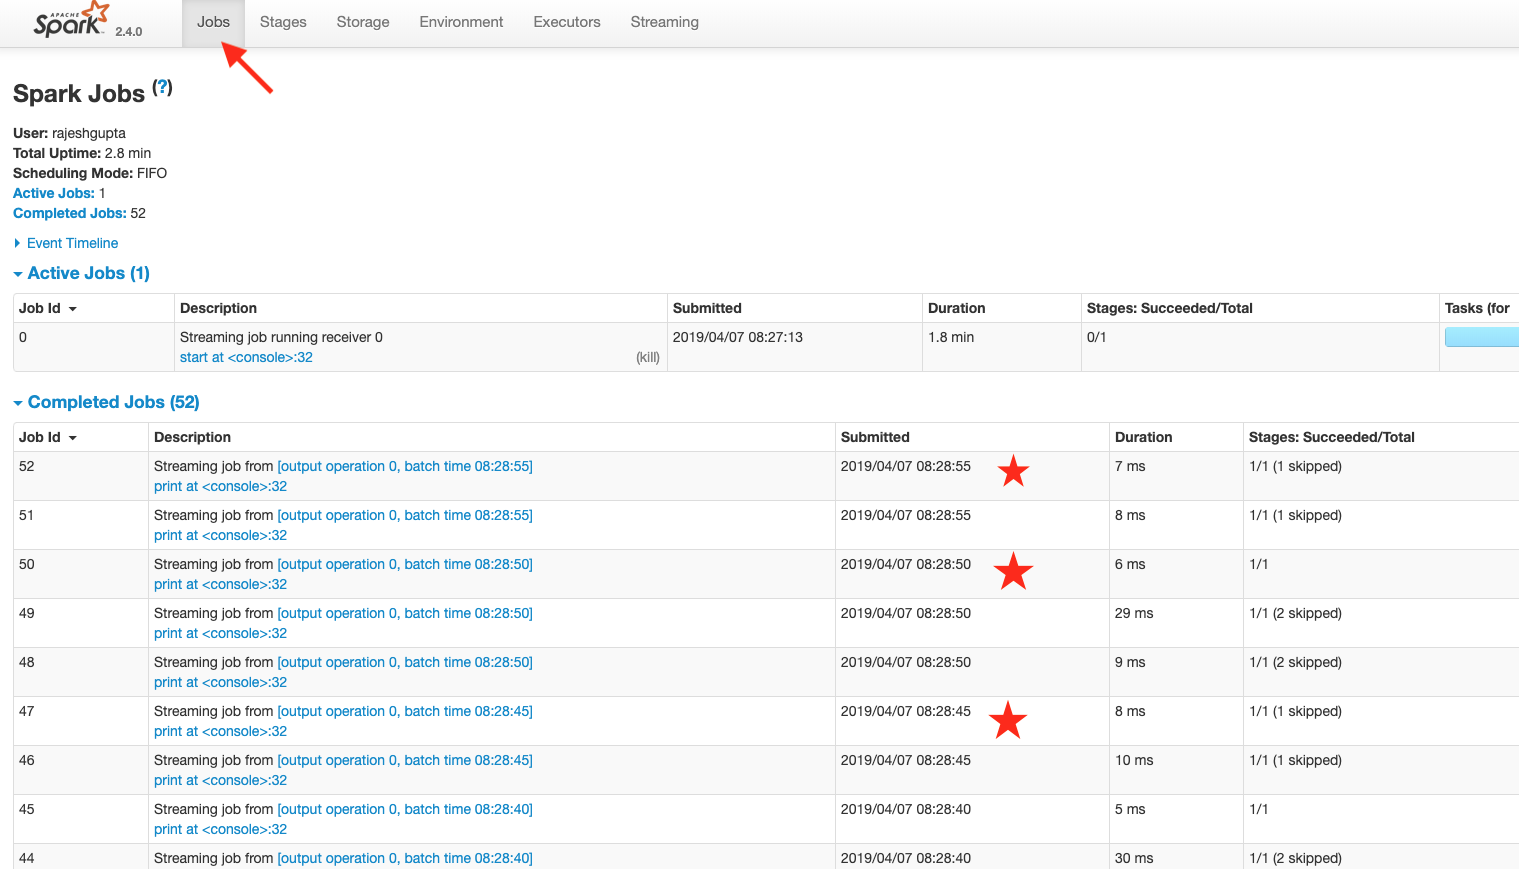 APACHE
Spark 2.4.0
Jobs Stages Storage Environment Executors Streaming
Spark Jobs (?)
User: rajeshgupta
Total Uptime: 2.8 min
Scheduling Mode: FIFO
Active Jobs: 1
Completed Jobs: 52
Event Timeline
Active Jobs (1)
Job Id Description Submitted Duration Stages: Succeeded/Total Tasks (for
0 Streaming job running receiver 0 2019/04/07 08:27:13 1.8 min 0/1
start at <console>:32 (kill)
Completed Jobs (52)
Job Id Description Submitted Duration Stages: Succeeded/Total
52 Streaming job from [output operation 0, batch time 08:28:55] 2019/04/07 08:28:55 7 ms 1/1 (1 skipped)
print at <console>:32
51 Streaming job from [output operation 0, batch time 08:28:55] 2019/04/07 08:28:55 8 ms 1/1 (1 skipped)
print at <console>:32
50 Streaming job from [output operation 0, batch time 08:28:50] 2019/04/07 08:28:50 6 ms 1/1
print at <console>:32
49 Streaming job from [output operation 0, batch time 08:28:50] 2019/04/07 08:28:50 29 ms 1/1 (2 skipped)
print at <console>:32
48 Streaming job from [output operation 0, batch time 08:28:50] 2019/04/07 08:28:50 9 ms 1/1 (2 skipped)
print at <console>:32
47 Streaming job from [output operation 0, batch time 08:28:45] 2019/04/07 08:28:45 8 ms 1/1 (1 skipped)
print at <console>:32
46 Streaming job from [output operation 0, batch time 08:28:45] 2019/04/07 08:28:45 10 ms 1/1 (1 skipped)
print at <console>:32
45 Streaming job from [output operation 0, batch time 08:28:40] 2019/04/07 08:28:40 5 ms 1/1
print at <console>:32
44 Streaming job from [output operation 0, batch time 08:28:40] 2019/04/07 08:28:40 30 ms 1/1 (2 skipped)